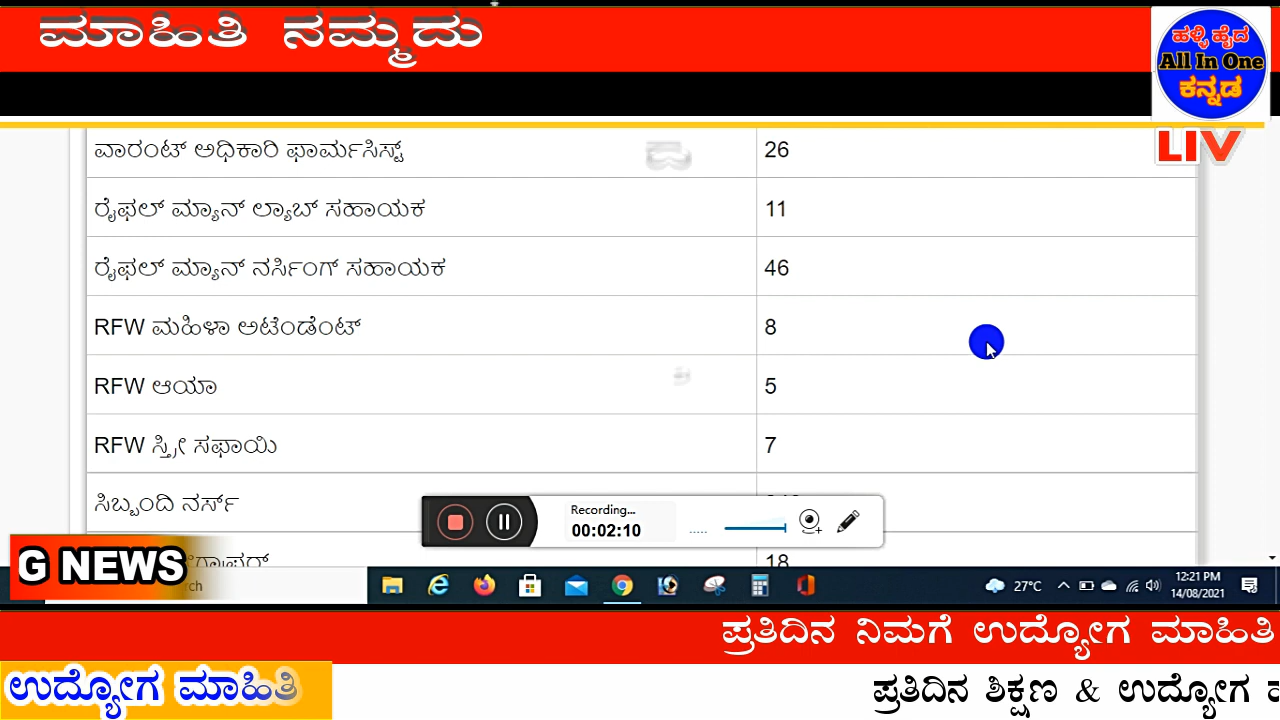 ಮಾಹಿತಿ ನಮ್ಮದು
ಹಳ್ಳಿ ಹೈದ
All In One
ಕನ್ನಡ
LIV
ವಾರಂಟ್ ಅಧಿಕಾರಿ ಫಾರ್ಮಸಿಸ್ಟ್ 26
ರೈಫಲ್ ಮ್ಯಾನ್ ಲ್ಯಾಬ್ ಸಹಾಯಕ 11
ರೈಫಲ್ ಮ್ಯಾನ್ ನರ್ಸಿಂಗ್ ಸಹಾಯಕ 46
RFW ಮಹಿಳಾ ಅಟೆಂಡೆಂಟ್ 8
RFW ಆಯಾ 5
RFW ಸ್ತ್ರೀ ಸಫಾಯಿ 7
ಸಿಬ್ಬಂದಿ ನರ್ಸ್
18
Recording...
00:02:10
G NEWS
27°C
12:21 PM
14/08/2021
ಪ್ರತಿದಿನ ನಿಮಗೆ ಉದ್ಯೋಗ ಮಾಹಿತಿ
ಉದ್ಯೋಗ ಮಾಹಿತಿ
ಪ್ರತಿದಿನ ಶಿಕ್ಷಣ & ಉದ್ಯೋಗ